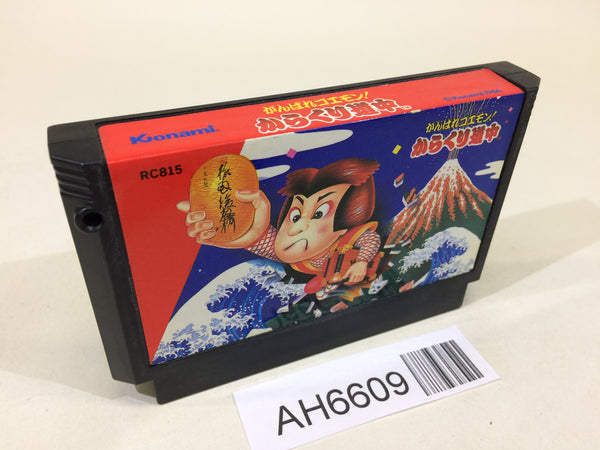 Konami
がんばれゴエモン!
からくり道中
© Konami 1986
RC815
がんばれゴエモン!
からくり道中
AH6609